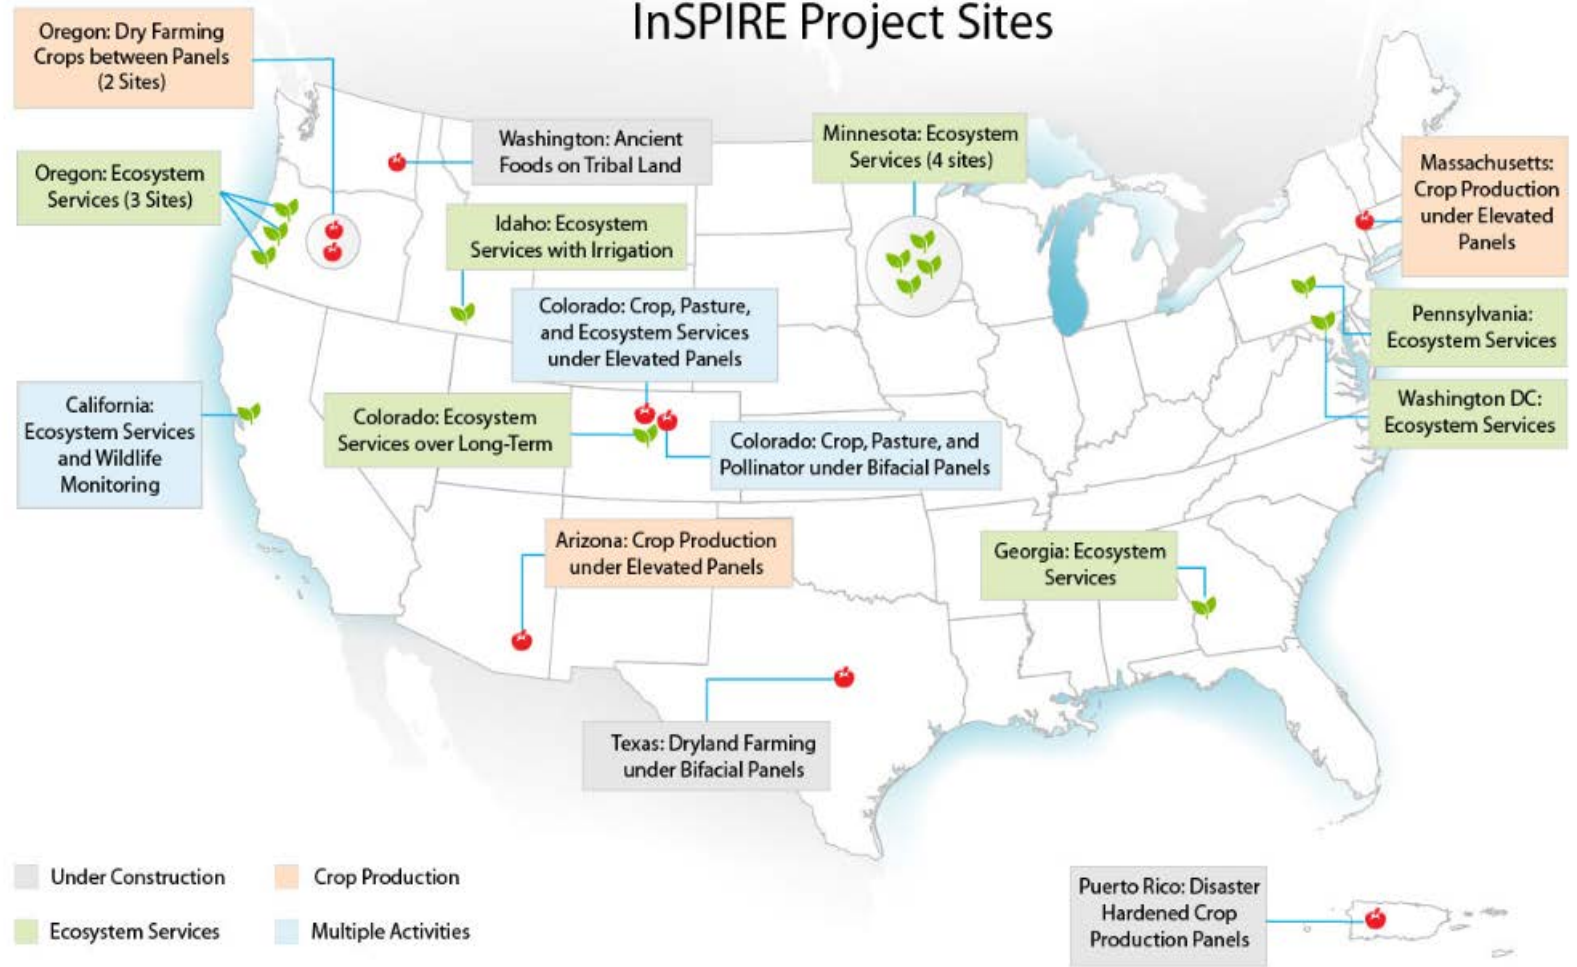 InSPIRE Project Sites
Oregon: Dry Farming
Crops between Panels
(2 Sites)
Washington: Ancient
Foods on Tribal Land
Minnesota: Ecosystem
Services (4 sites)
Massachusetts:
Crop Production
under Elevated
Panels
Oregon: Ecosystem
Services (3 Sites)
Idaho: Ecosystem
Services with Irrigation
Colorado: Crop, Pasture,
and Ecosystem Services
under Elevated Panels
Pennsylvania:
Ecosystem Services
California:
Ecosystem Services
and Wildlife
Monitoring
Colorado: Ecosystem
Services over Long-Term
Colorado: Crop, Pasture, and
Pollinator under Bifacial Panels
Washington DC:
Ecosystem Services
Arizona: Crop Production
under Elevated Panels
Georgia: Ecosystem
Services
Texas: Dryland Farming
under Bifacial Panels
Under Construction
Crop Production
Ecosystem Services
Multiple Activities
Puerto Rico: Disaster
Hardened Crop
Production Panels